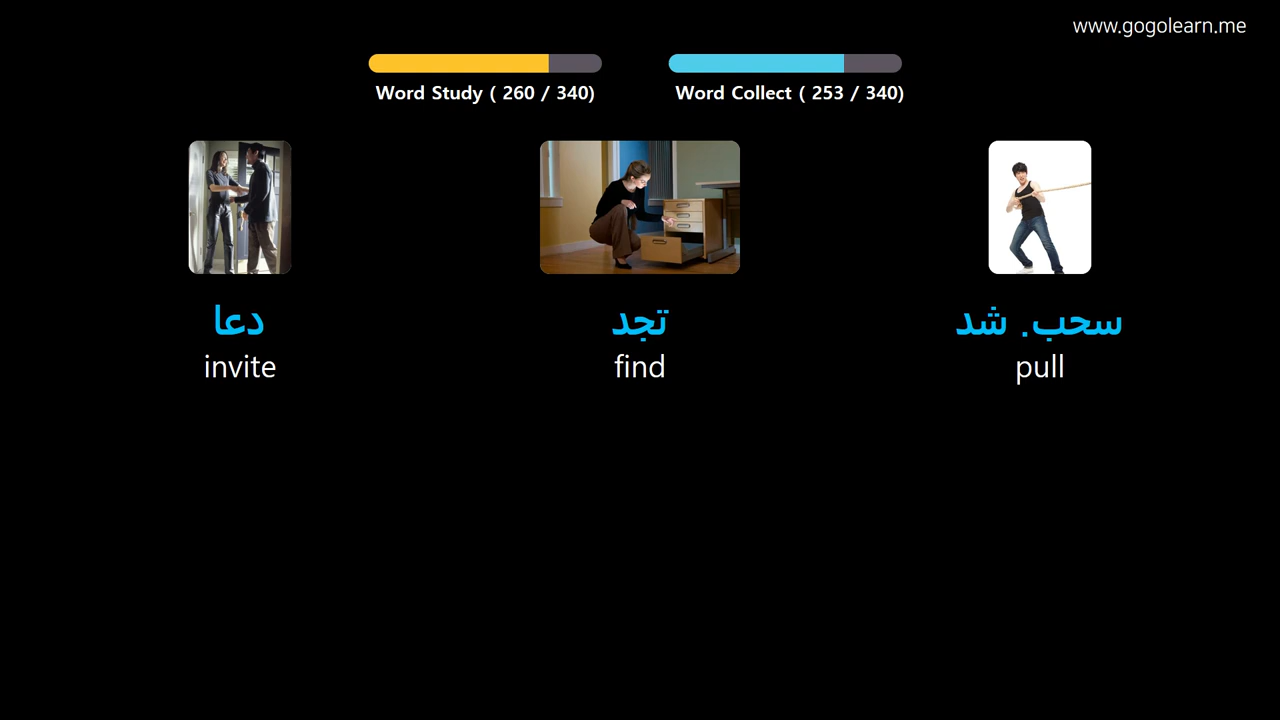 www.gogolearn.me
Word Study ( 260 / 340)
Word Collect ( 253 / 340)
دعا
invite
تجد
find
سحب. شد
pull